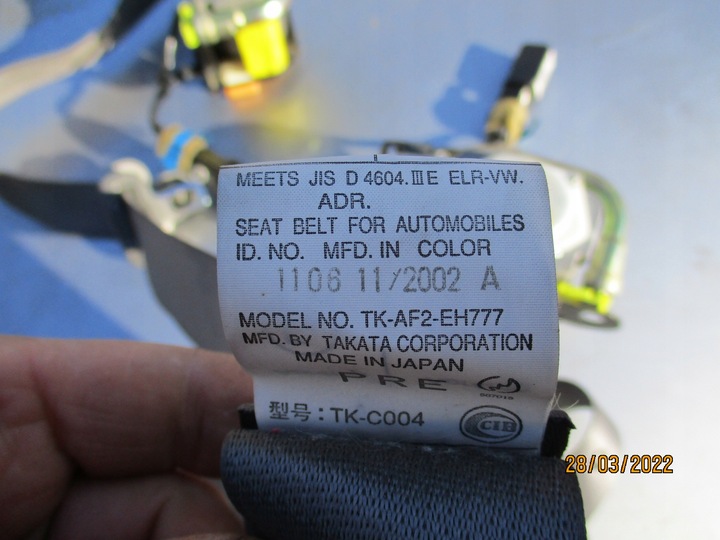 MEETS JIS D 4604.ⅢE ELR-VW.
ADR.
SEAT BELT FOR AUTOMOBILES
ID. NO. MFD. IN COLOR
1106 11/2002 A
MODEL NO. TK-AF2-EH777
MFD. BY TAKATA CORPORATION
MADE IN JAPAN
PRE
型号: TK-C004
CIB
28/03/2022